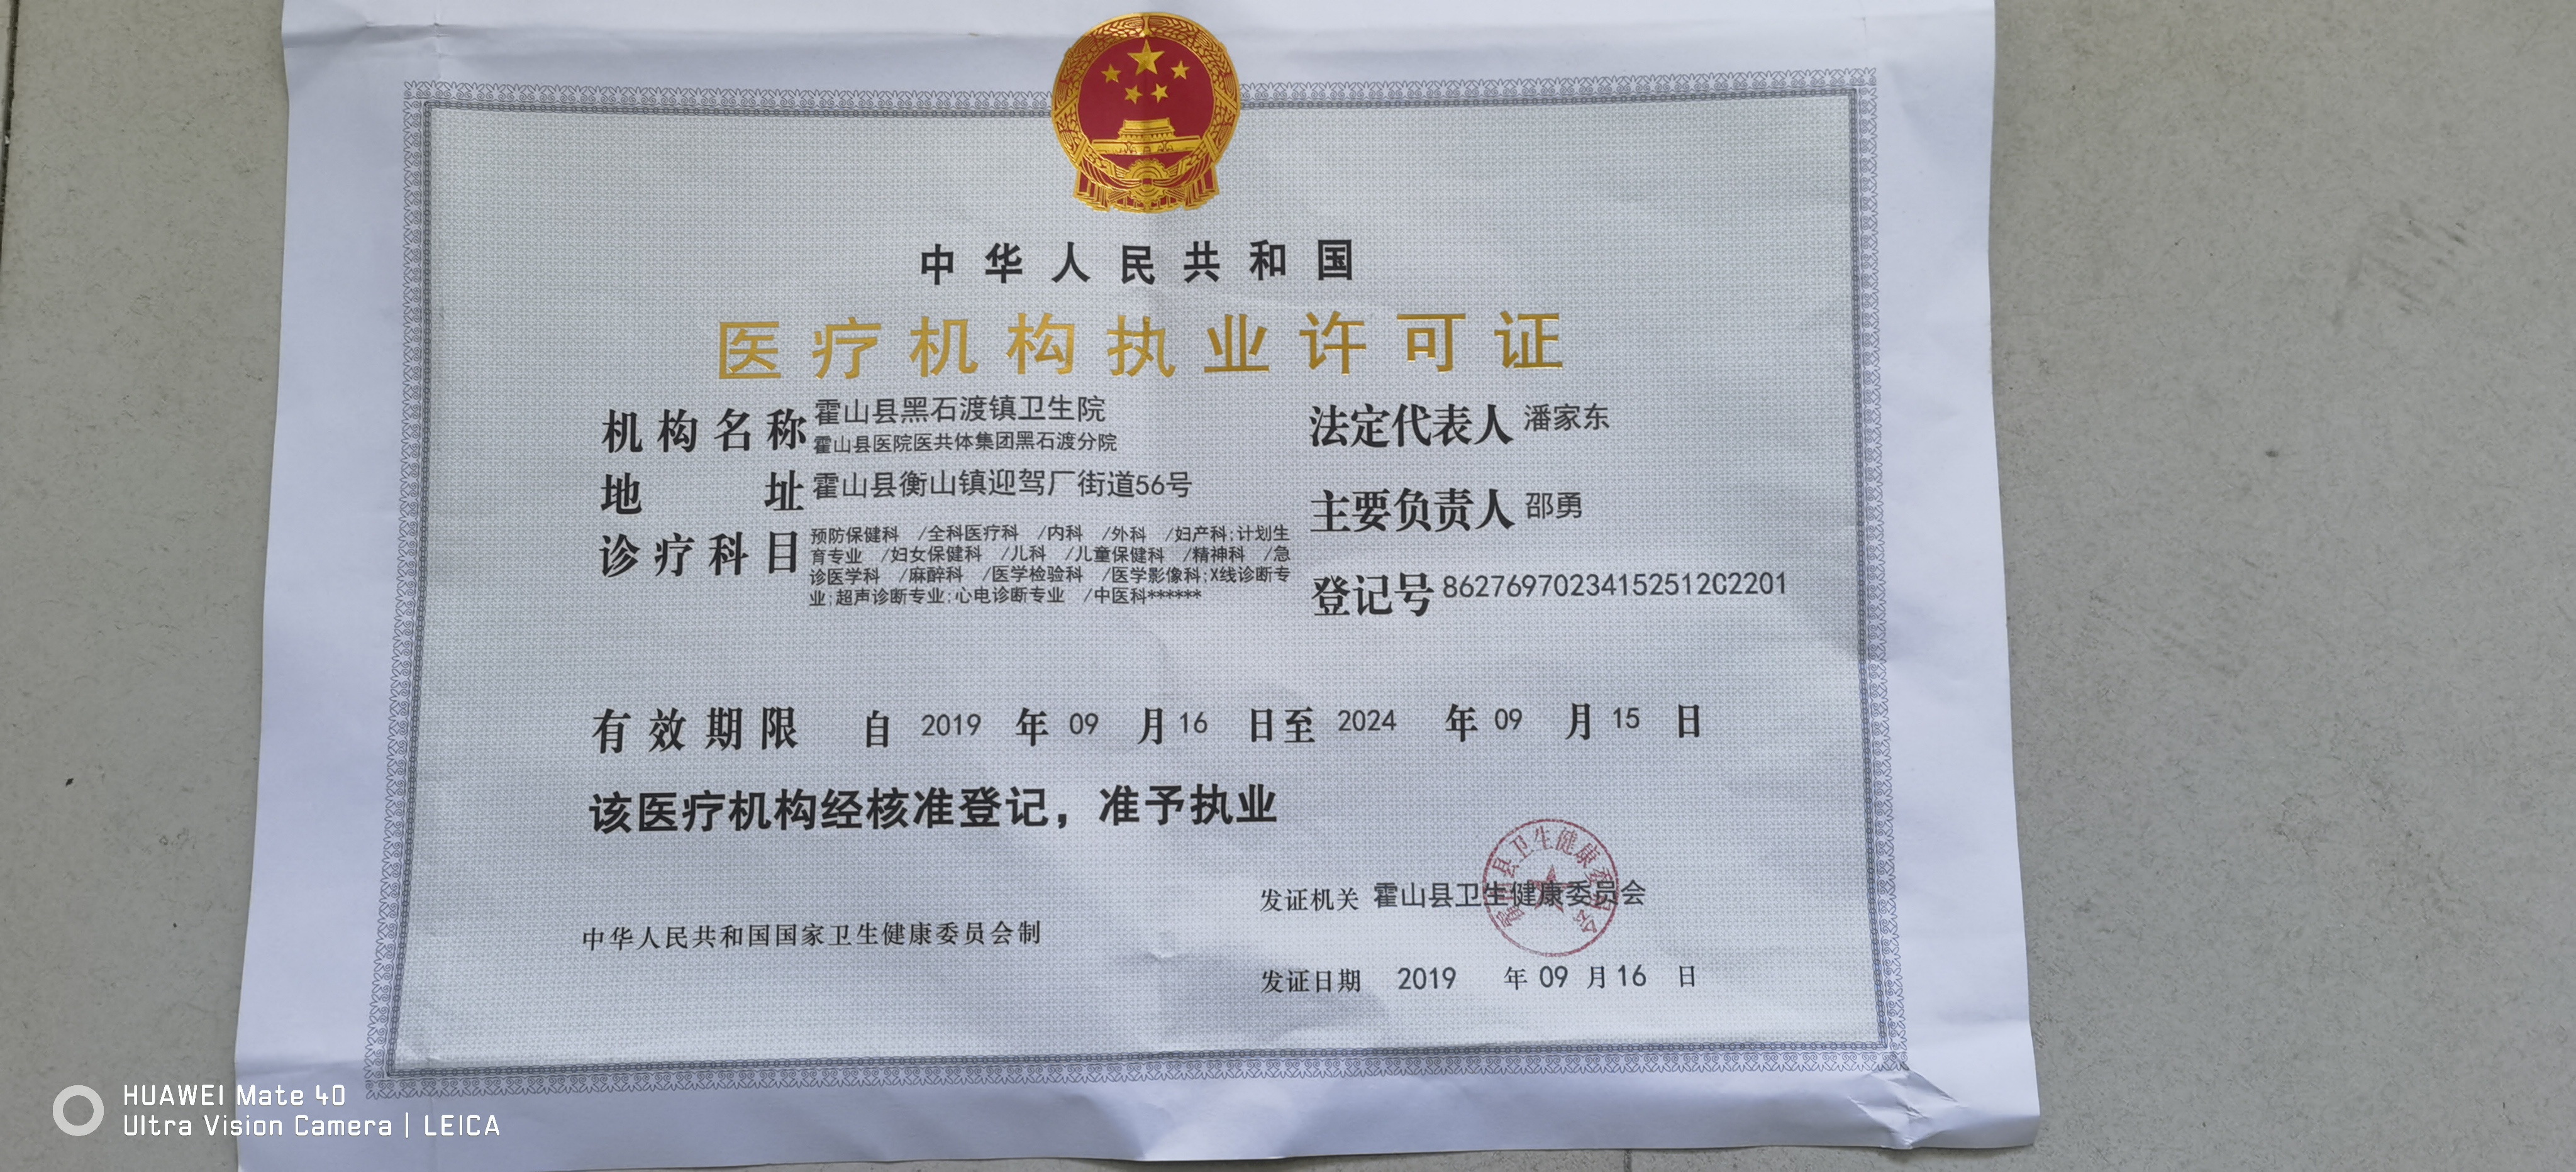 中华人民共和国
医疗机构执业许可证
机构名称 霍山县黑石渡镇卫生院
霍山县医院医共体集团黑石渡分院
地址 霍山县衡山镇迎驾厂街道56号
诊疗科目 预防保健科 /全科医疗科 /内科 /外科 /妇产科;计划生
育专业 /妇女保健科 /儿科 /儿童保健科 /精神科 /急
诊医学科 /麻醉科 /医学检验科 /医学影像科;X线诊断专
业;超声诊断专业;心电诊断专业 /中医科******
法定代表人 潘家东
主要负责人 邵勇
登记号 86276970234152512C2201
有效期限 自 2019 年 09 月 16 日至 2024 年 09 月 15 日
该医疗机构经核准登记，准予执业
发证机关 霍山县卫生健康委员会
霍山县卫生健康委员会
中华人民共和国国家卫生健康委员会制
发证日期 2019 年 09 月 16 日
HUAWEI Mate 40
Ultra Vision Camera | LEICA